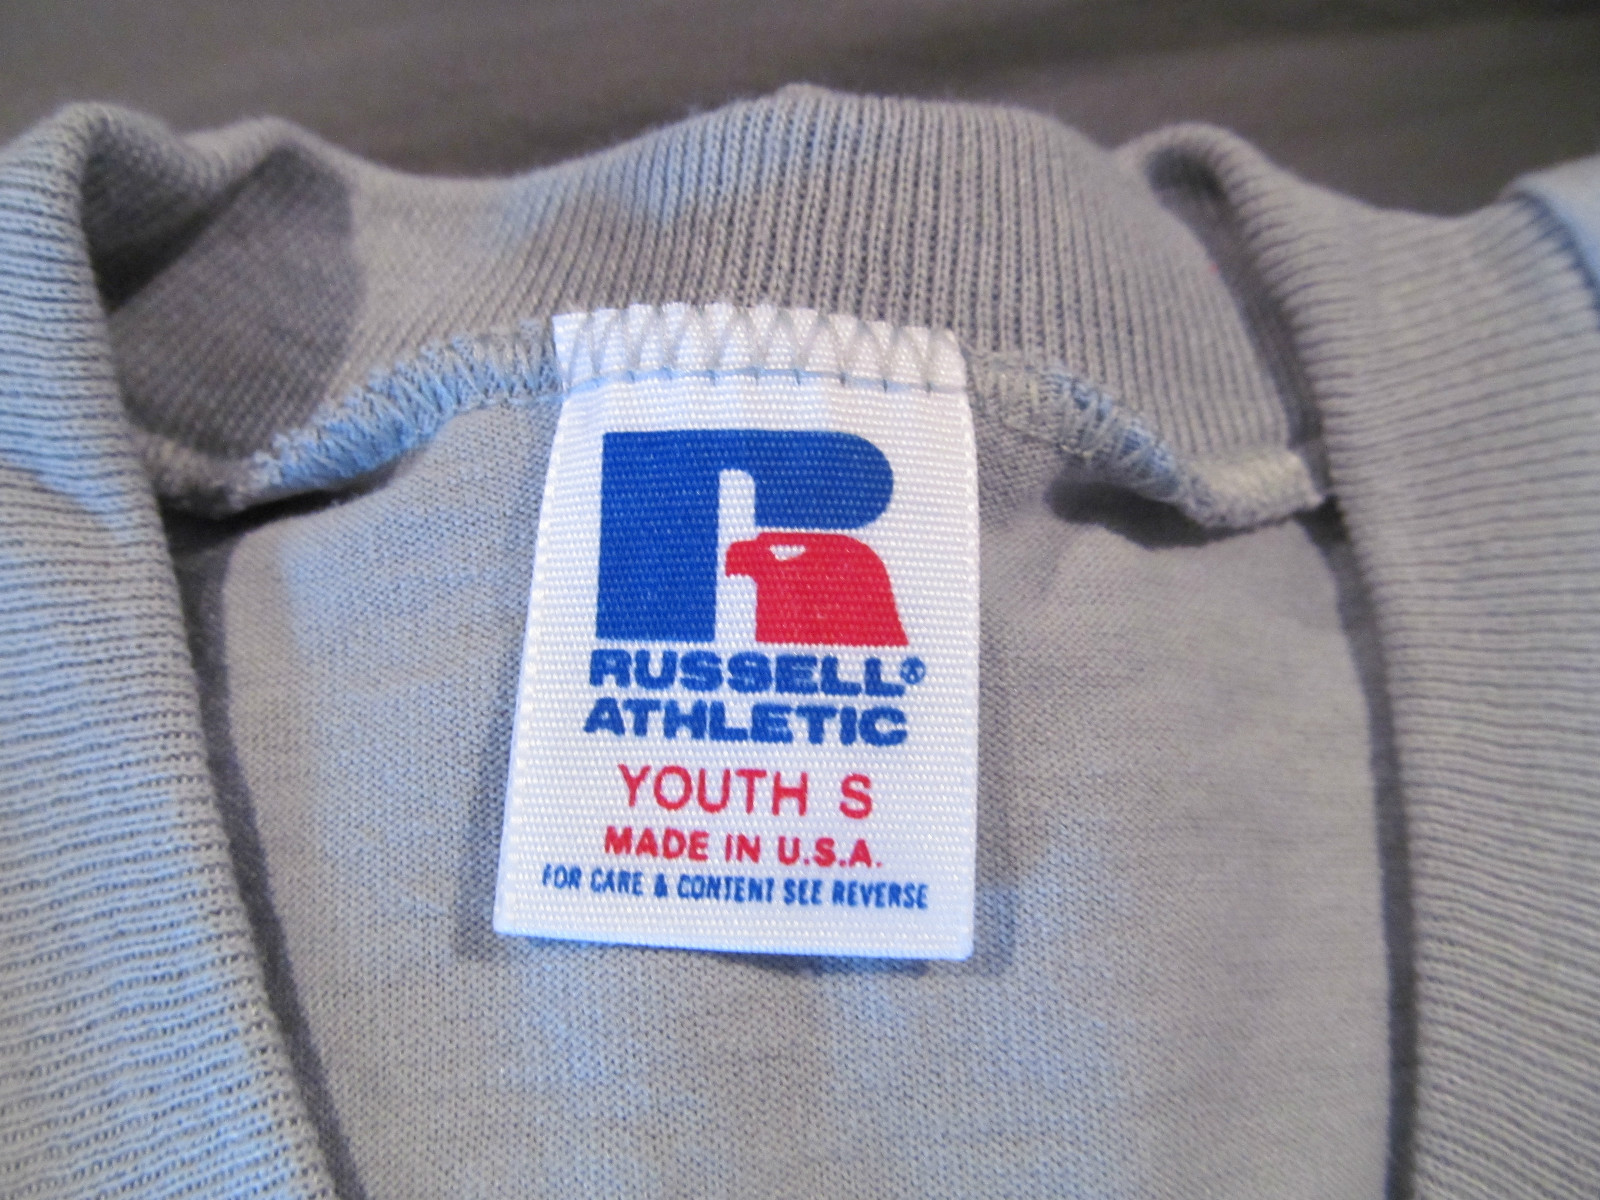 RUSSELL®
ATHLETIC
YOUTH S
MADE IN U.S.A.
FOR CARE & CONTENT SEE REVERSE